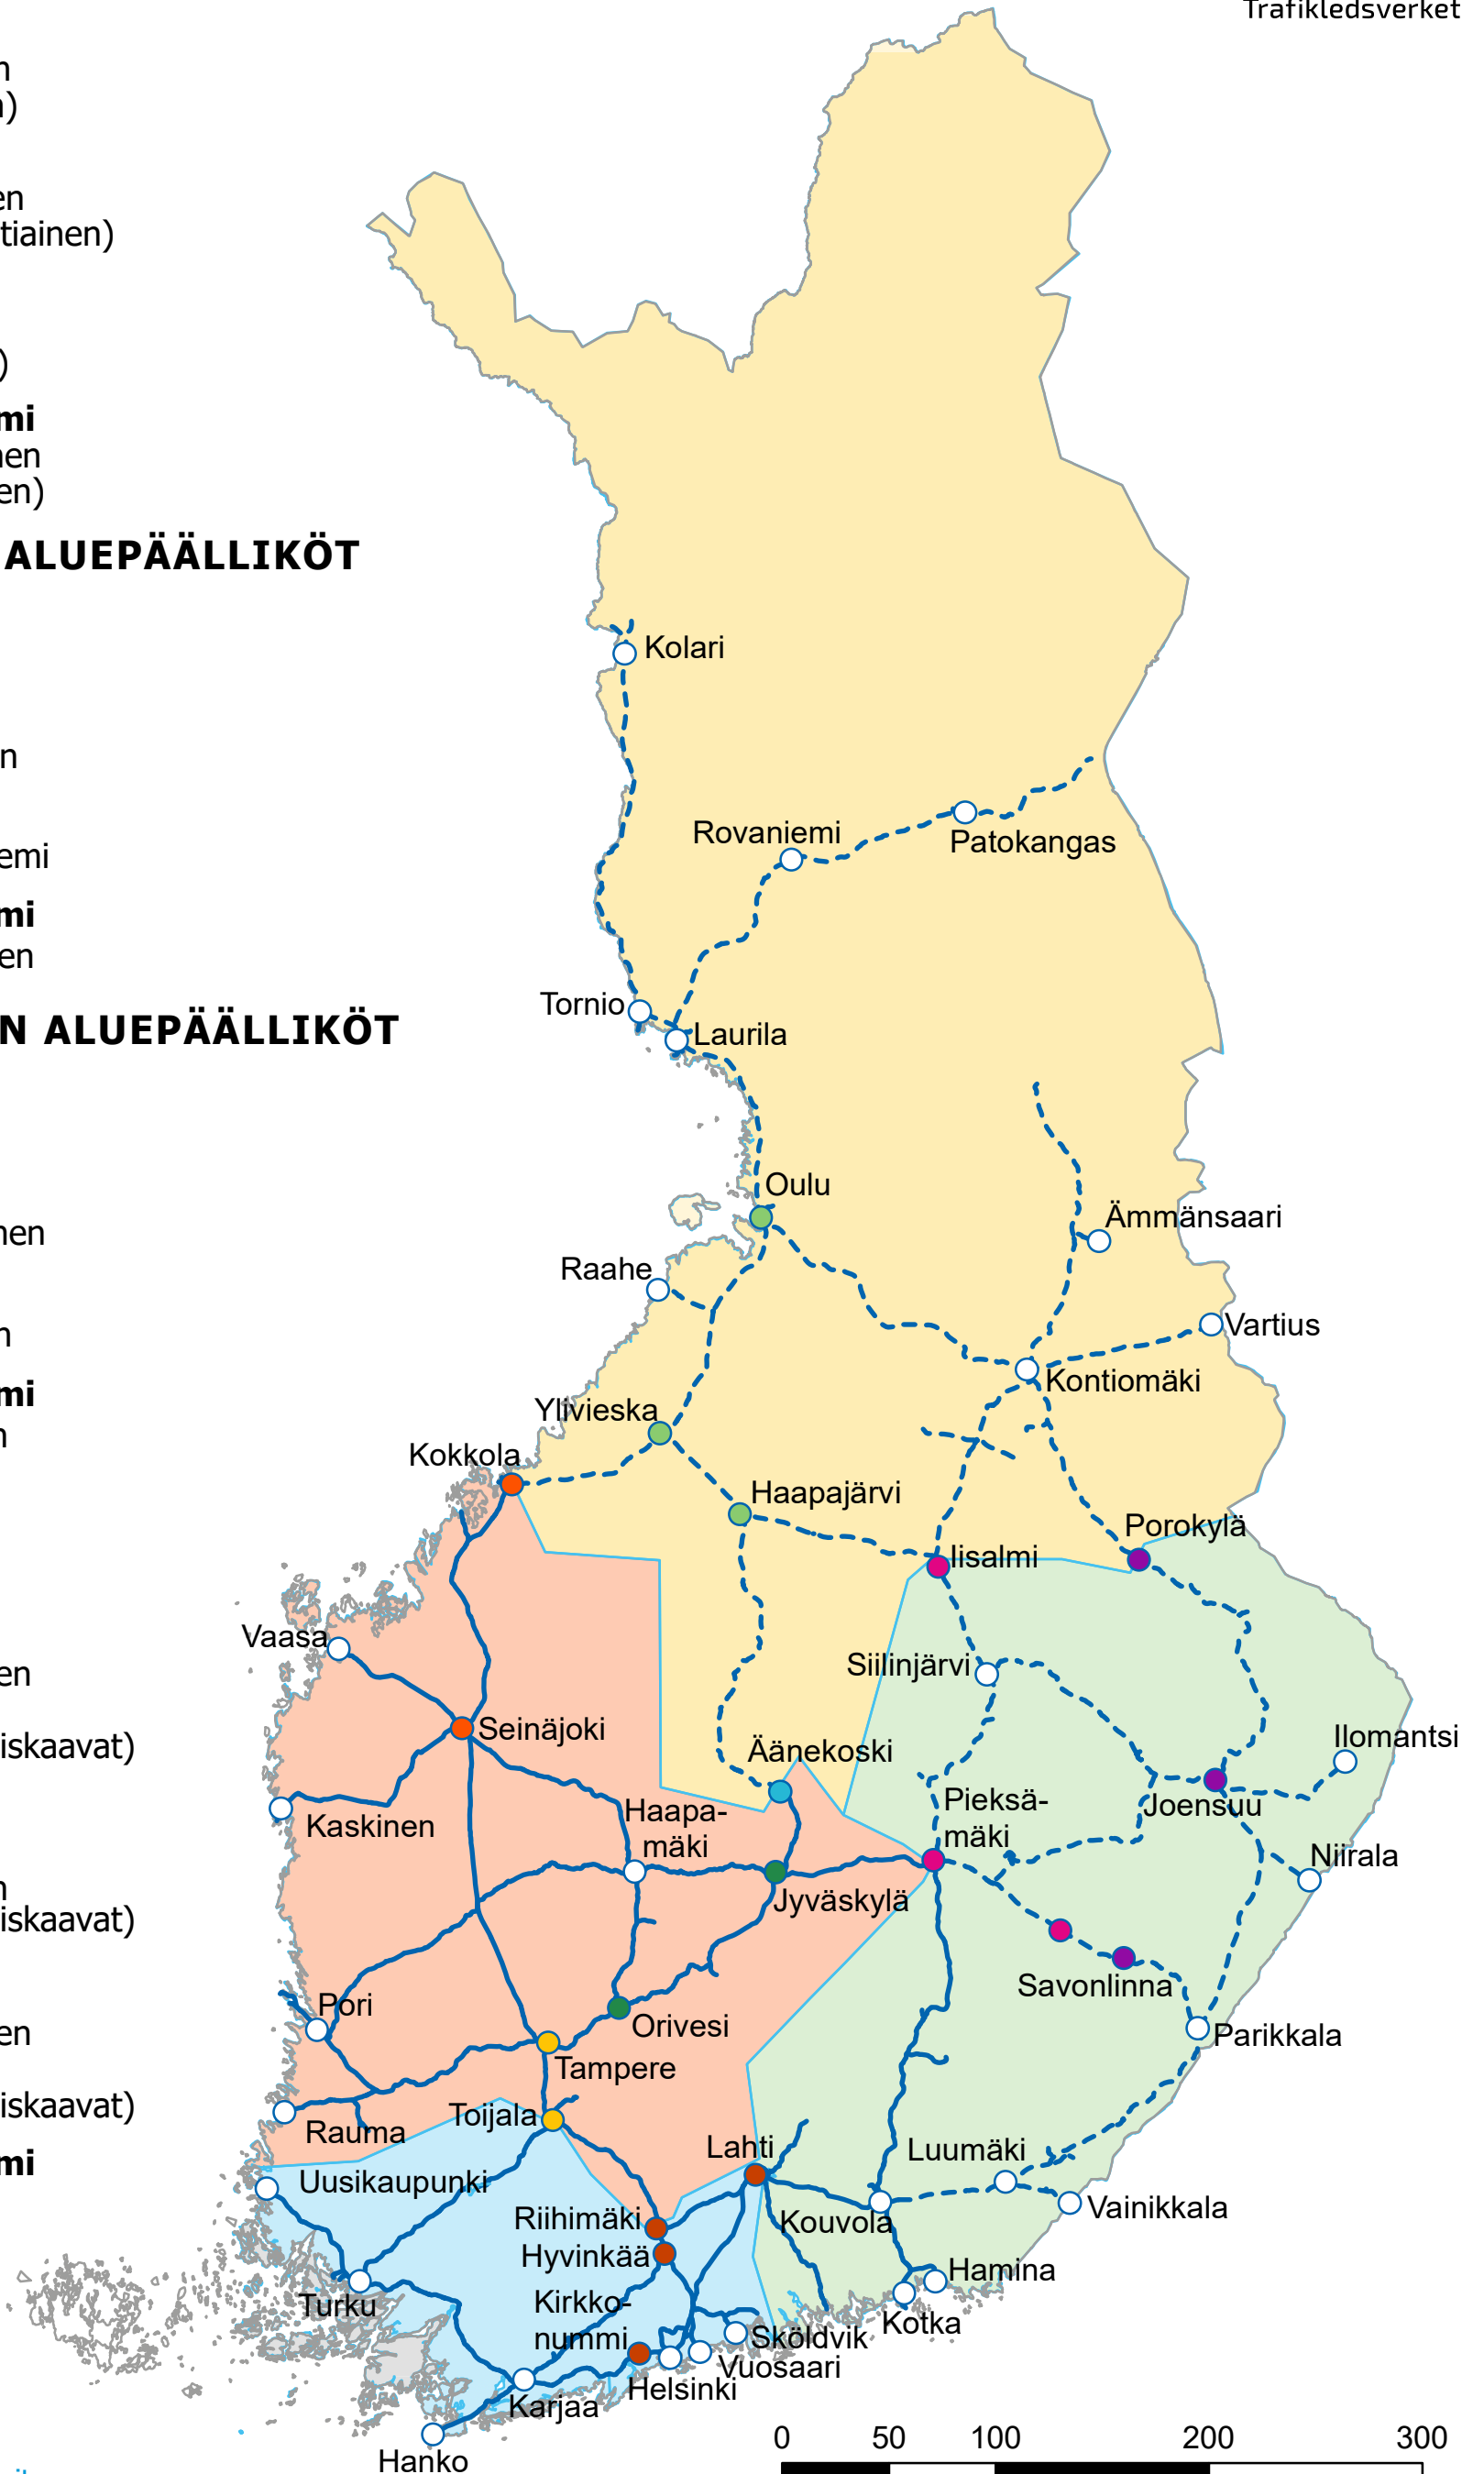 Trafikledsverket
n
n)
en
tiainen)
)
mi
nen
en)
ALUEPÄÄLLIKÖT
n
emi
mi
en
N ALUEPÄÄLLIKÖT
nen
n
mi
n
en
iskaavat)
n
iskaavat)
en
iskaavat)
mi
Kolari
Rovaniemi
Patokangas
Tornio
Laurila
Oulu
Ämmänsaari
Raahe
Vartius
Kontiomäki
Ylivieska
Kokkola
Haapajärvi
Porokylä
Iisalmi
Vaasa
Siilinjärvi
Seinäjoki
Ilomantsi
Äänekoski
Pieksä-
mäki
Joensuu
Haapa-
mäki
Kaskinen
Niirala
Jyväskylä
Savonlinna
Pori
Orivesi
Parikkala
Tampere
Toijala
Rauma
Lahti
Luumäki
Uusikaupunki
Vainikkala
Riihimäki
Kouvola
Hyvinkää
Hamina
Turku
Kirkko-
nummi
Kotka
Sköldvik
Vuosaari
Helsinki
Karjaa
Hanko
0 50 100 200 300